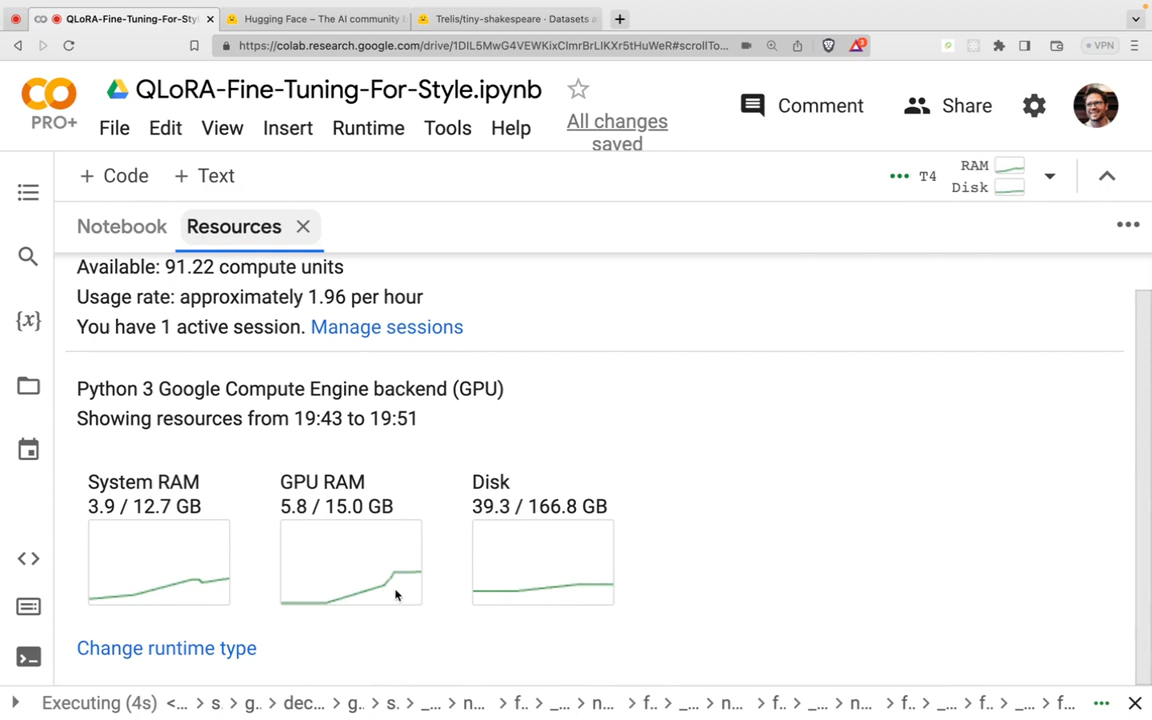 QLoRA-Fine-Tuning-For-Styl
Hugging Face – The AI community b
Trelis/tiny-shakespeare · Datasets a
https://colab.research.google.com/drive/1DIL5MwG4VEWKixClmrBrLIKXr5tHuWeR#scrollTo...
VPN
QLoRA-Fine-Tuning-For-Style.ipynb
PRO+
File Edit View Insert Runtime Tools Help
All changes
saved
Comment
Share
+ Code + Text
T4
RAM
Disk
Notebook
Resources
Available: 91.22 compute units
Usage rate: approximately 1.96 per hour
You have 1 active session. Manage sessions
Python 3 Google Compute Engine backend (GPU)
Showing resources from 19:43 to 19:51
System RAM
3.9 / 12.7 GB
GPU RAM
5.8 / 15.0 GB
Disk
39.3 / 166.8 GB
Change runtime type
Executing (4s) <... > s. > g.. > dec... > g.. > s. > _... > n... > f.. > _... > n... > f.. > _... > n... > f.. > _... > n... > f.. > _... > f.. > _... > f...